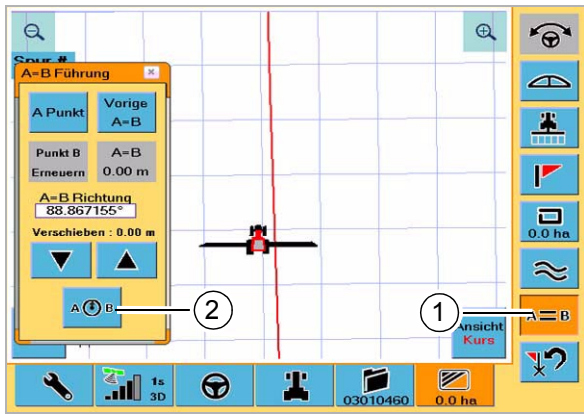 Spur #
A=B Führung
A Punkt
Vorige
A=B
Punkt B
Erneuern
A=B
0.00 m
A=B Richtung
88.867155°
Verschieben : 0.00 m
A B
2
1
0.0 ha
A=B
Ansicht
Kurs
1s
3D
03010460
0.0 ha